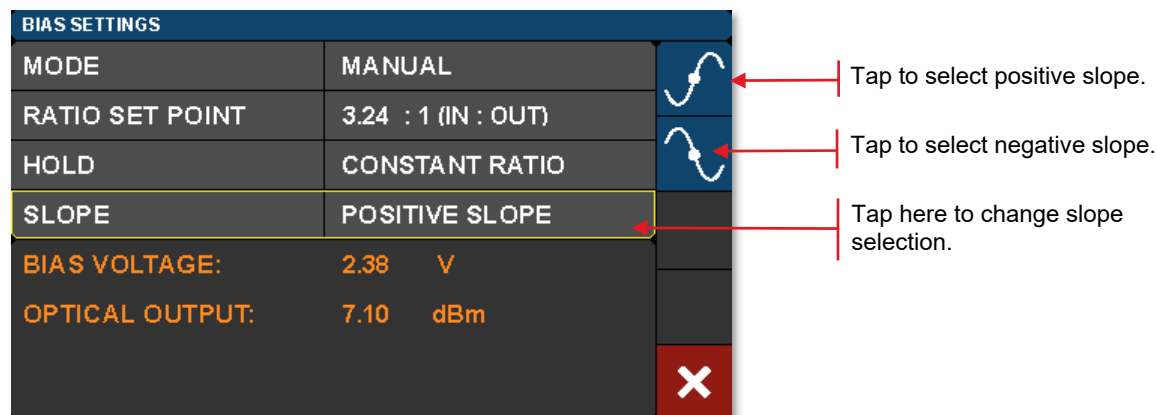 BIAS SETTINGS
MODE MANUAL
RATIO SET POINT 3.24 : 1 (IN : OUT)
HOLD CONSTANT RATIO
SLOPE POSITIVE SLOPE
BIAS VOLTAGE: 2.38 V
OPTICAL OUTPUT: 7.10 dBm
Tap to select positive slope.
Tap to select negative slope.
Tap here to change slope
selection.